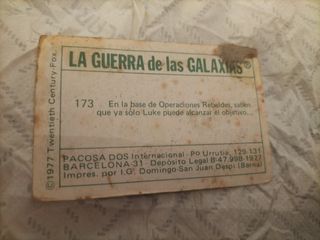 LA GUERRA de las GALAXIAS®
173 En la base de Operaciones Rebeldes, saben
que ya sólo Luke puede alcanzar el objetivo...
PACOSA DOS Internacional - Po Urrutia, 129-131
BARCELONA-31 - Depósito Legal B-47.998-1977
Impres. por I.G. Domingo-San Juan Despí (Barna)
©1977 Twentieth Century-Fox